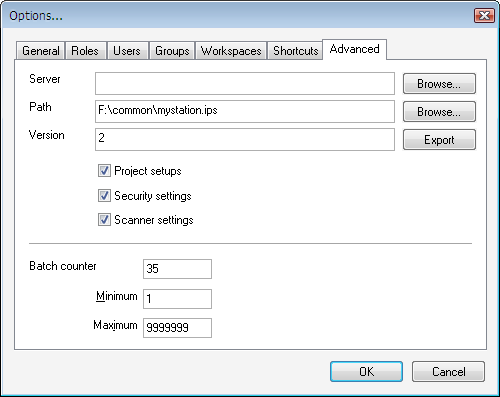 Options...
General Roles Users Groups Workspaces Shortcuts Advanced
Server Browse...
Path F:\common\mystation.ips Browse...
Version 2 Export
Project setups
Security settings
Scanner settings
Batch counter 35
Minimum 1
Maximum 9999999
OK Cancel